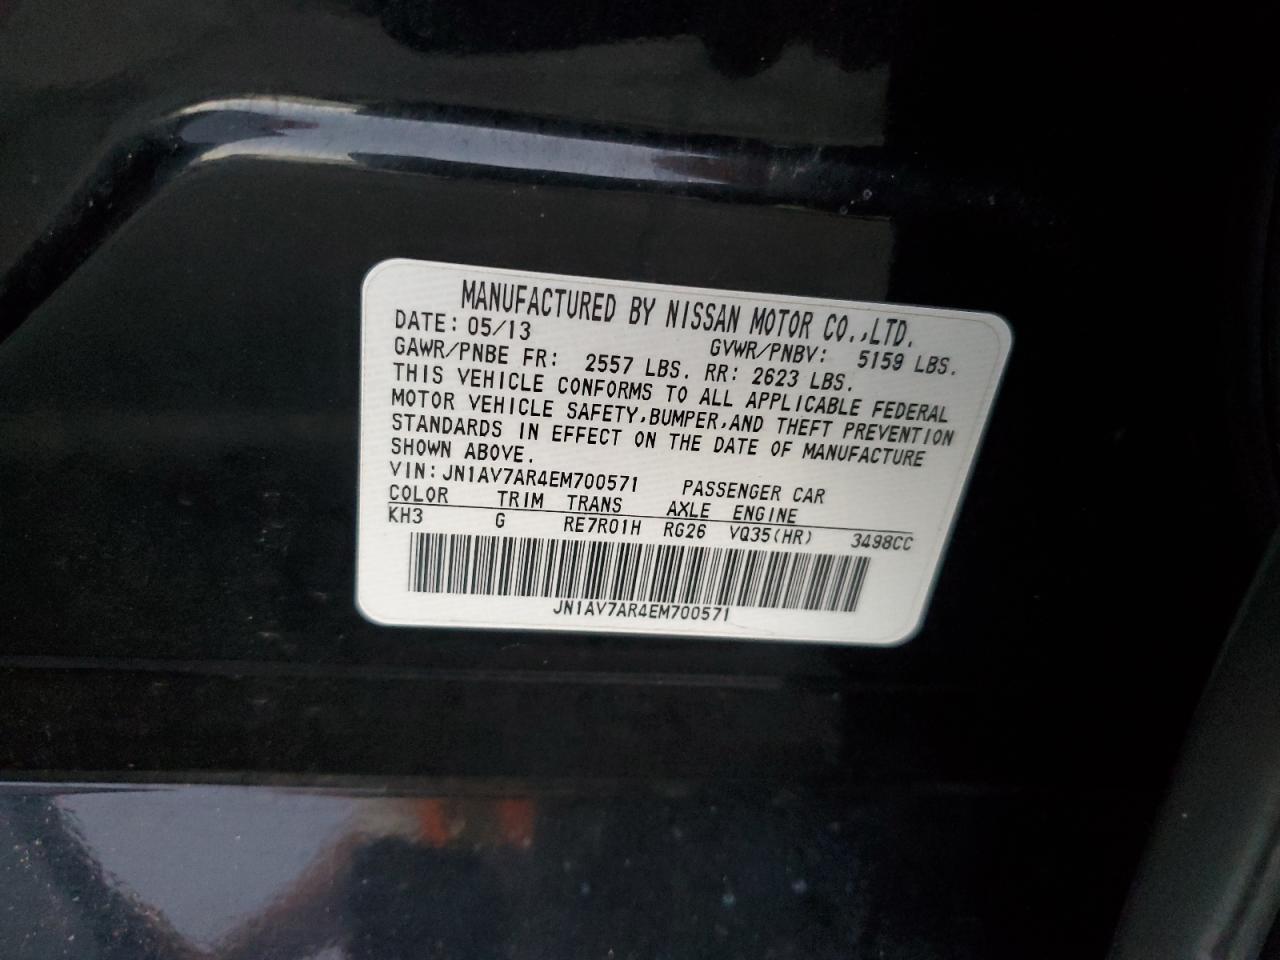 MANUFACTURED BY NISSAN MOTOR CO.,LTD.
DATE: 05/13 GVWR/PNBV: 5159 LBS.
GAWR/PNBE FR: 2557 LBS. RR: 2623 LBS.
THIS VEHICLE CONFORMS TO ALL APPLICABLE FEDERAL
MOTOR VEHICLE SAFETY,BUMPER,AND THEFT PREVENTION
STANDARDS IN EFFECT ON THE DATE OF MANUFACTURE
SHOWN ABOVE.
VIN: JN1AV7AR4EM700571 PASSENGER CAR
COLOR TRIM TRANS AXLE ENGINE
KH3 G RE7R01H RG26 VQ35(HR) 3498CC
JN1AV7AR4EM700571